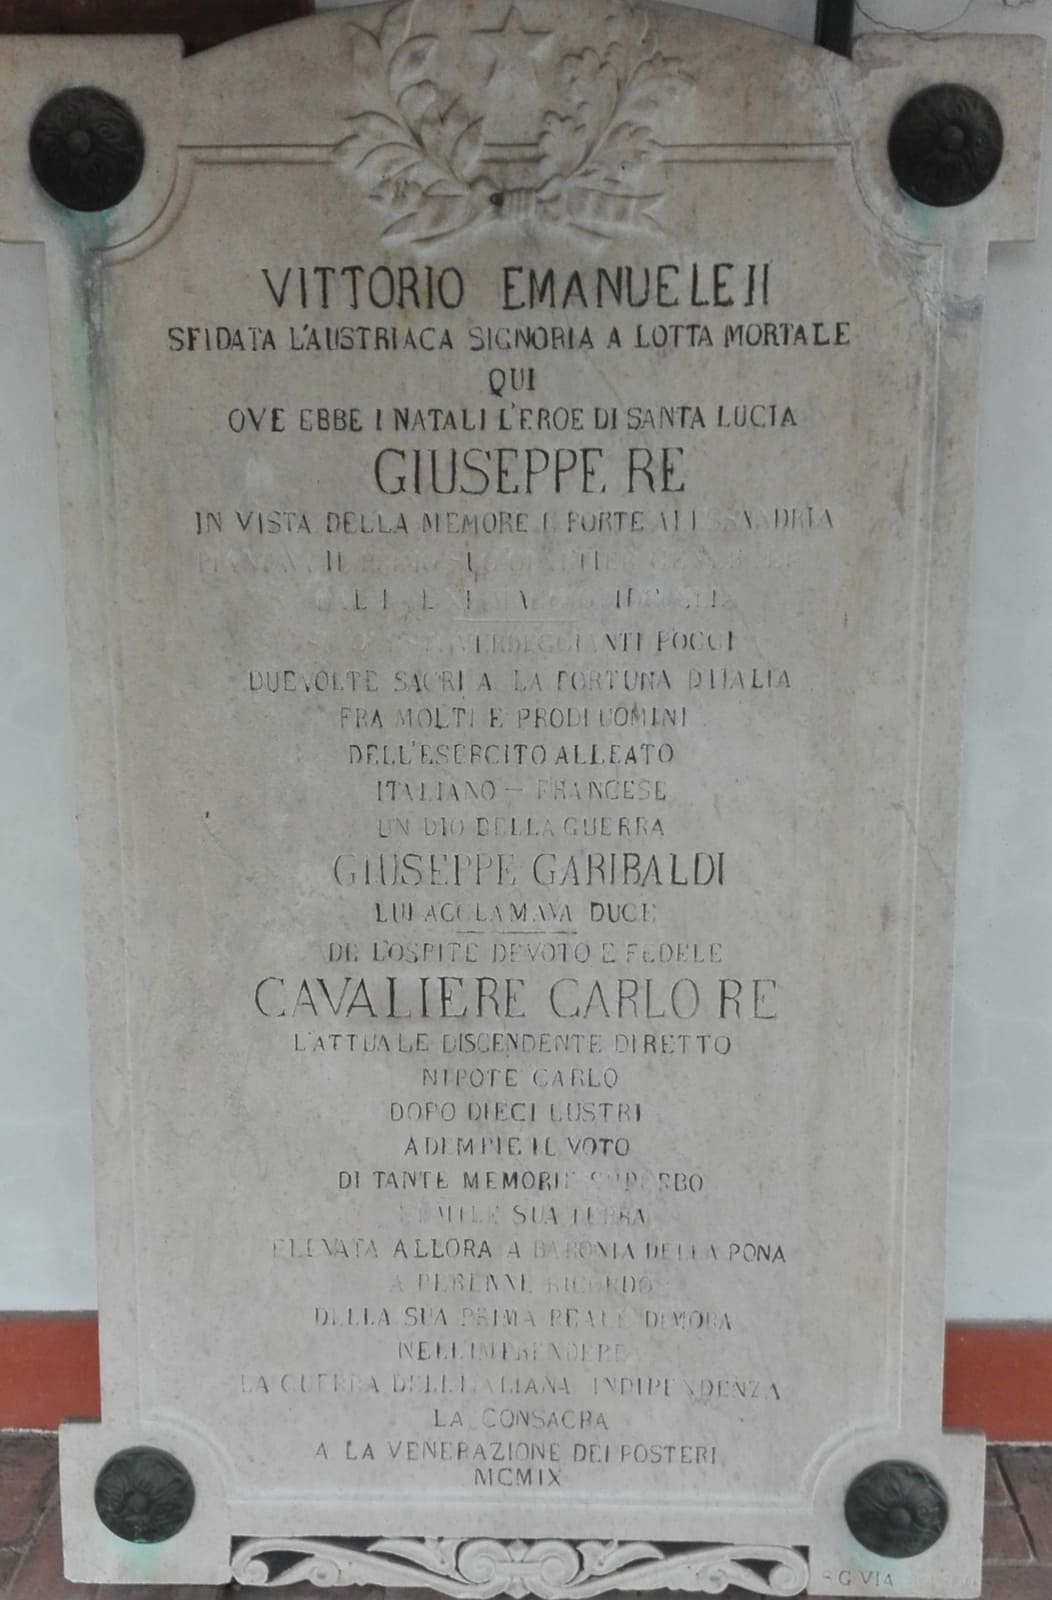 VITTORIO EMANUELE II
SFIDATA L'AUSTRIACA SIGNORIA A LOTTA MORTALE
QUI
OVE EBBE I NATALI L'EROE DI SANTA LUCIA
GIUSEPPE RE
IN VISTA DELLA MEMORE E FORTE ALESSANDRIA
IL
VERDEGGIANTI POGGI
DUE VOLTE SACRI A LA FORTUNA D'ITALIA
FRA MOLTI E PRODI UOMINI
DELL'ESERCITO ALLEATO
ITALIANO - FRANCESE
UN DIO DELLA GUERRA
GIUSEPPE GARIBALDI
LUI ACCLAMAVA DUCE
DE L'OSPITE DEVOTO E FEDELE
CAVALIERE CARLO RE
L'ATTUALE DISCENDENTE DIRETTO
NIPOTE CARLO
DOPO DIECI LUSTRI
ADEMPIE IL VOTO
DI TANTE MEMORIE SUPERBO
SUA TERRA
ELEVATA ALLORA A BARONIA DELLA PONA
A PERENNE RICORDO
DELLA SUA PRIMA REALE DIMORA
NELL'IMPRENDERE
LA GUERRA DELL'ITALIANA INDIPENDENZA
LA CONSACRA
A LA VENERAZIONE DEI POSTERI
MCMIX